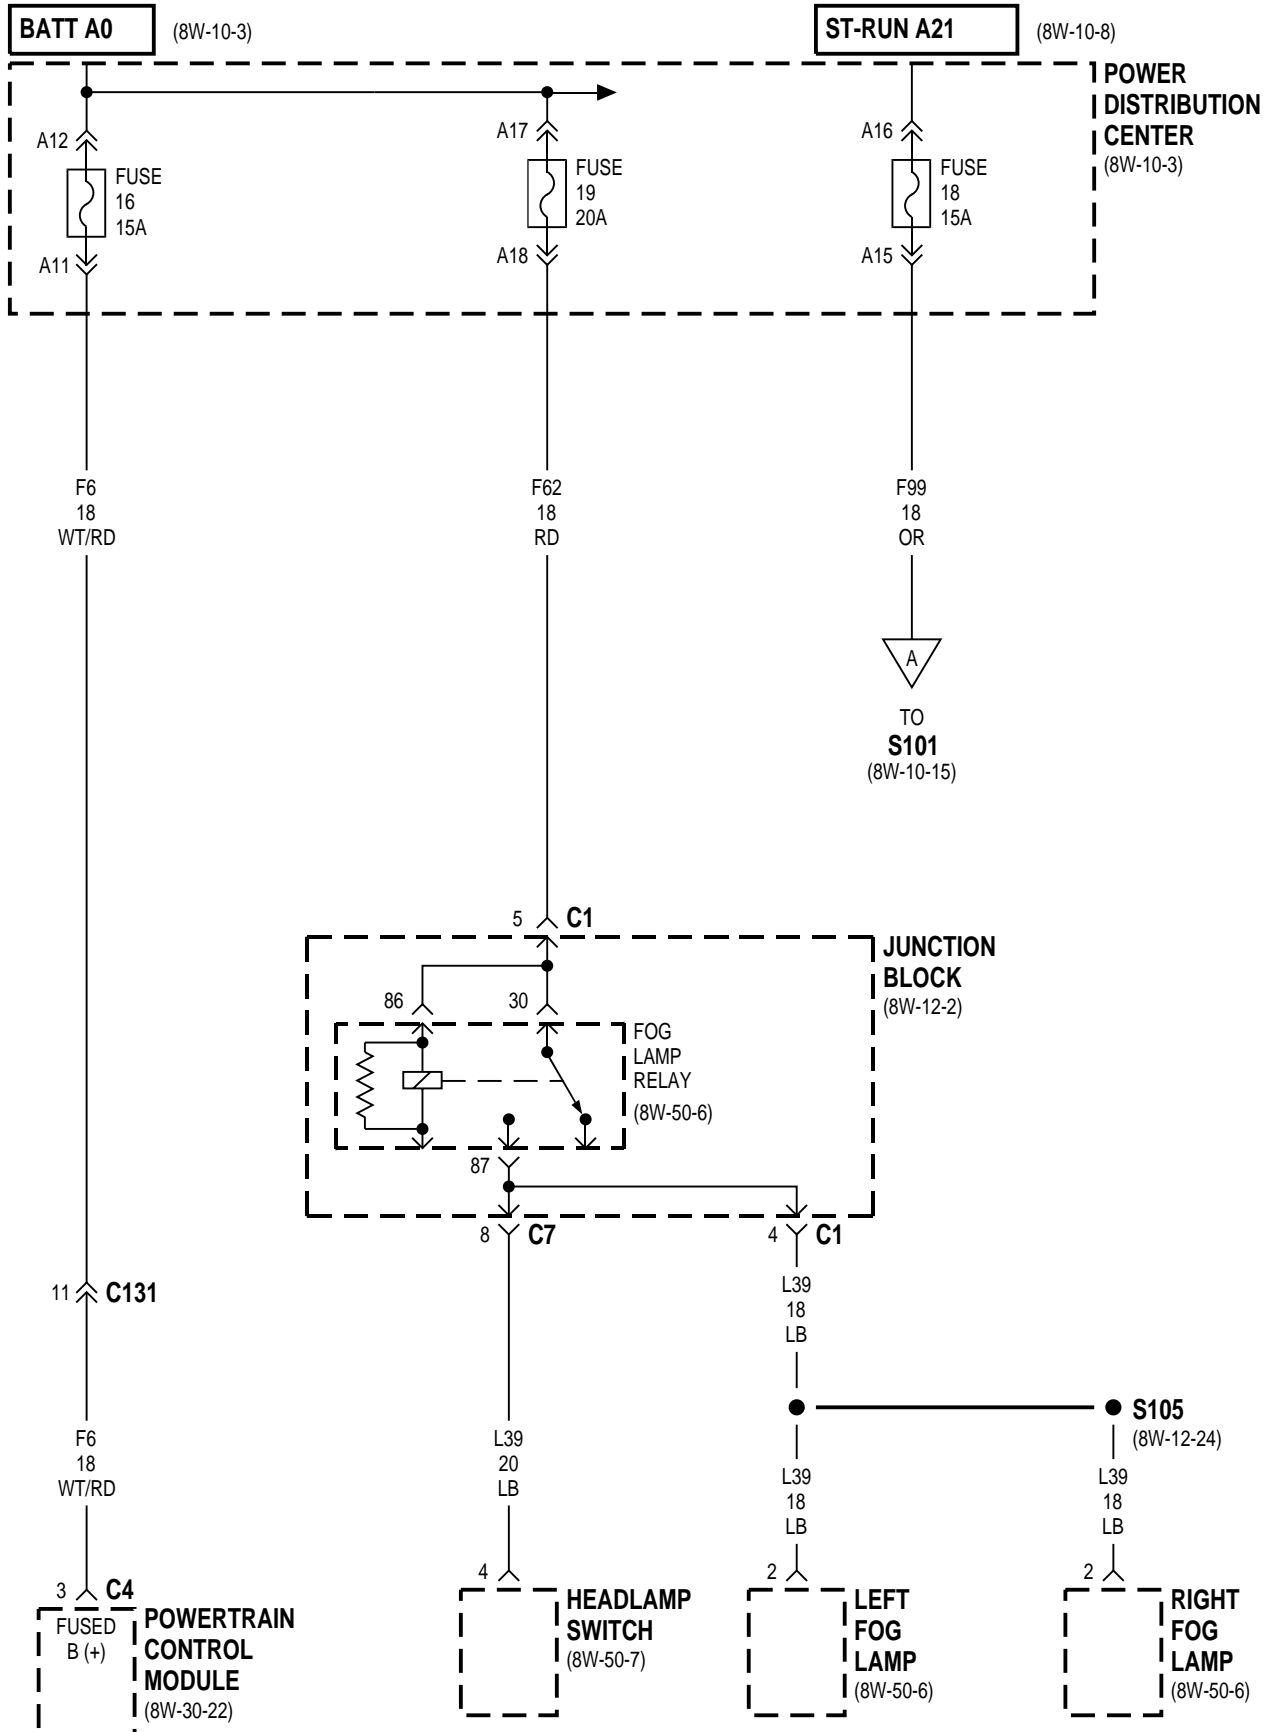 BATT A0 (8W-10-3)
ST-RUN A21 (8W-10-8)
POWER
DISTRIBUTION
CENTER
(8W-10-3)
A12
FUSE
16
15A
A11
A17
FUSE
19
20A
A18
A16
FUSE
18
15A
A15
F6
18
WT/RD
F62
18
RD
F99
18
OR
A
TO
S101
(8W-10-15)
5 C1
JUNCTION
BLOCK
(8W-12-2)
86
30
FOG
LAMP
RELAY
(8W-50-6)
87
8 C7
4 C1
11 C131
L39
18
LB
S105
(8W-12-24)
F6
18
WT/RD
L39
20
LB
L39
18
LB
L39
18
LB
3 C4
FUSED
B (+)
POWERTRAIN
CONTROL
MODULE
(8W-30-22)
4
HEADLAMP
SWITCH
(8W-50-7)
2
LEFT
FOG
LAMP
(8W-50-6)
2
RIGHT
FOG
LAMP
(8W-50-6)